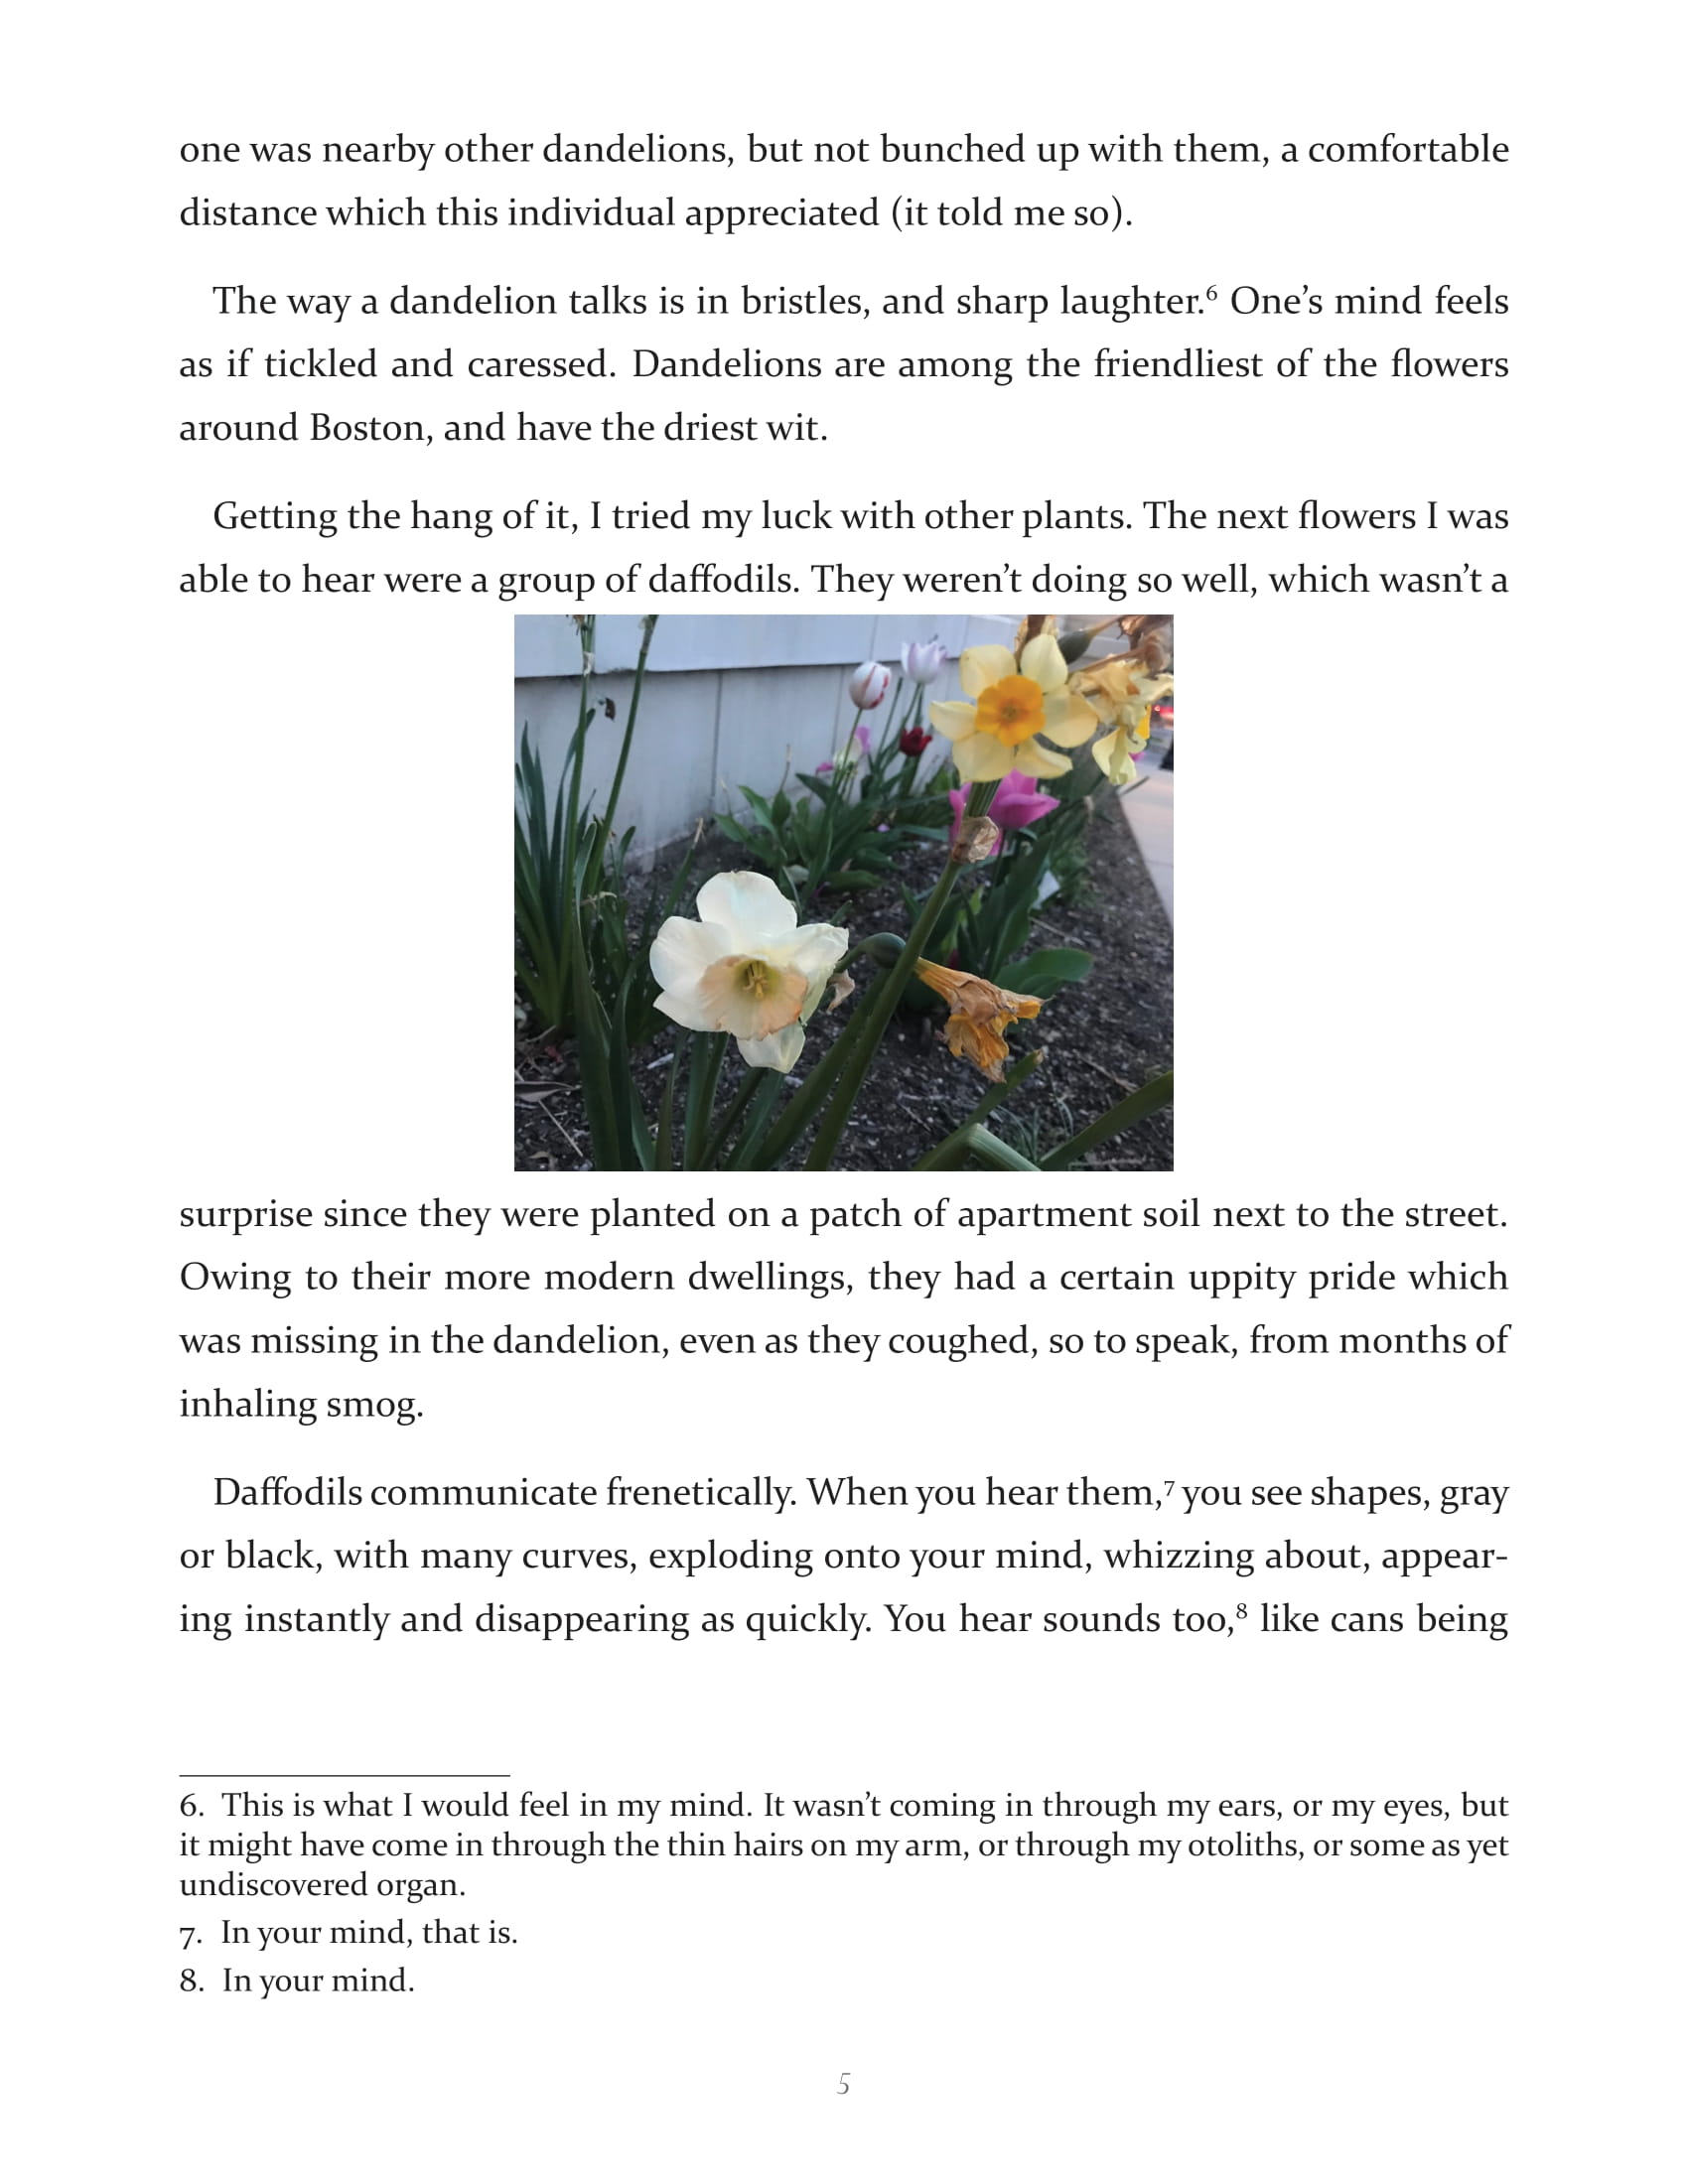 one was nearby other dandelions, but not bunched up with them, a comfortable
distance which this individual appreciated (it told me so).
The way a dandelion talks is in bristles, and sharp laughter.⁶ One’s mind feels
as if tickled and caressed. Dandelions are among the friendliest of the flowers
around Boston, and have the driest wit.
Getting the hang of it, I tried my luck with other plants. The next flowers I was
able to hear were a group of daffodils. They weren’t doing so well, which wasn’t a
surprise since they were planted on a patch of apartment soil next to the street.
Owing to their more modern dwellings, they had a certain uppity pride which
was missing in the dandelion, even as they coughed, so to speak, from months of
inhaling smog.
Daffodils communicate frenetically. When you hear them,⁷ you see shapes, gray
or black, with many curves, exploding onto your mind, whizzing about, appear-
ing instantly and disappearing as quickly. You hear sounds too,⁸ like cans being
6. This is what I would feel in my mind. It wasn’t coming in through my ears, or my eyes, but
it might have come in through the thin hairs on my arm, or through my otoliths, or some as yet
undiscovered organ.
7. In your mind, that is.
8. In your mind.
5